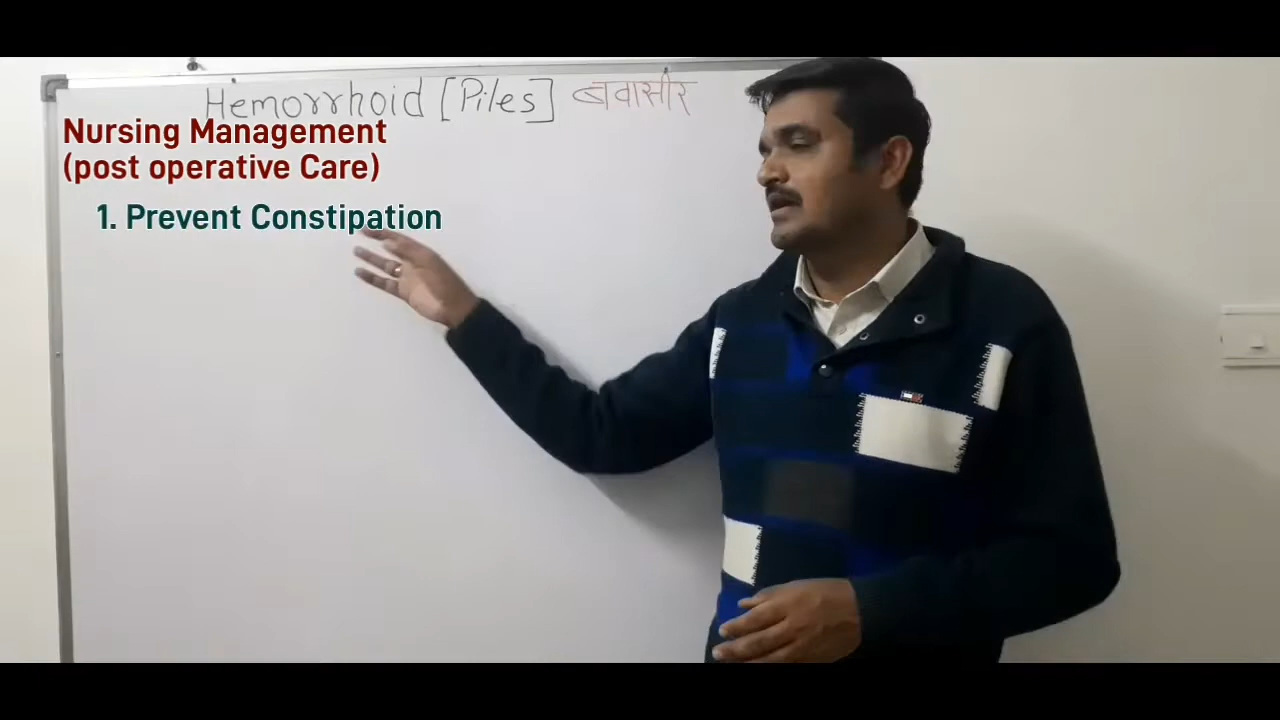 Hemorrhoid [Piles] बवासीर
Nursing Management
(post operative Care)
1. Prevent Constipation